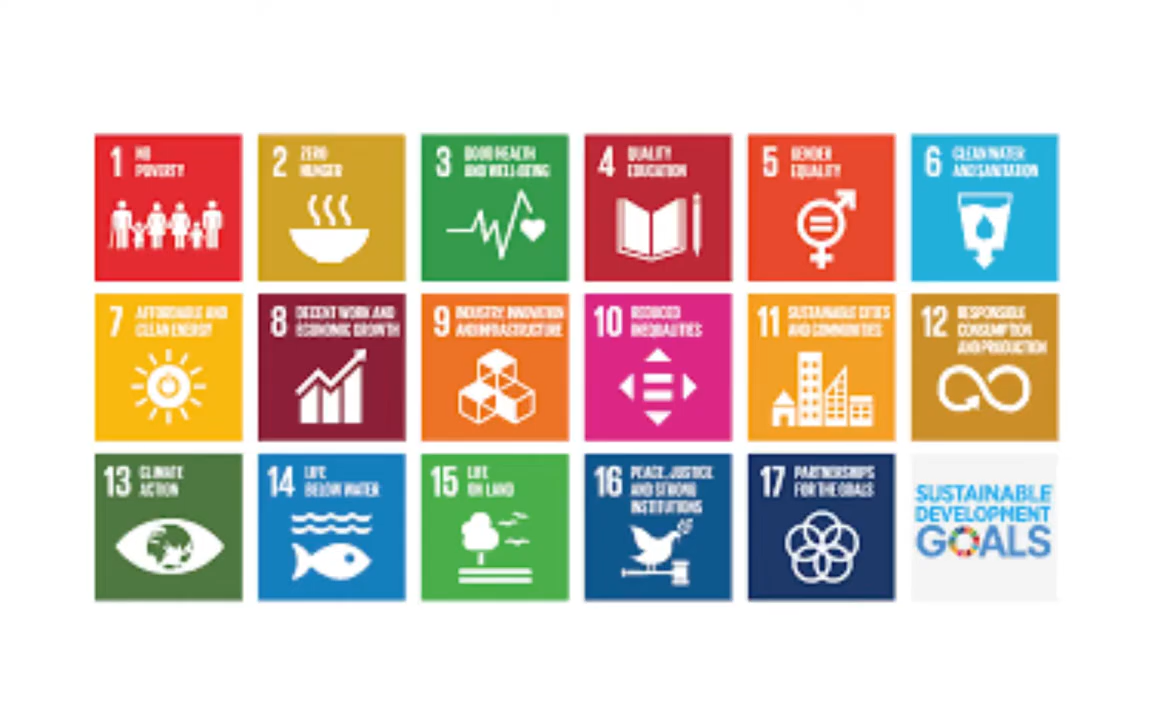 1 NO
POVERTY
2 ZERO
HUNGER
3 GOOD HEALTH
AND WELL-BEING
4 QUALITY
EDUCATION
5 GENDER
EQUALITY
6 CLEAN WATER
AND SANITATION
7 AFFORDABLE AND
CLEAN ENERGY
8 DECENT WORK AND
ECONOMIC GROWTH
9 INDUSTRY, INNOVATION
AND INFRASTRUCTURE
10 REDUCED
INEQUALITIES
11 SUSTAINABLE CITIES
AND COMMUNITIES
12 RESPONSIBLE
CONSUMPTION
AND PRODUCTION
13 CLIMATE
ACTION
14 LIFE
BELOW WATER
15 LIFE
ON LAND
16 PEACE, JUSTICE
AND STRONG
INSTITUTIONS
17 PARTNERSHIPS
FOR THE GOALS
SUSTAINABLE
DEVELOPMENT
GOALS